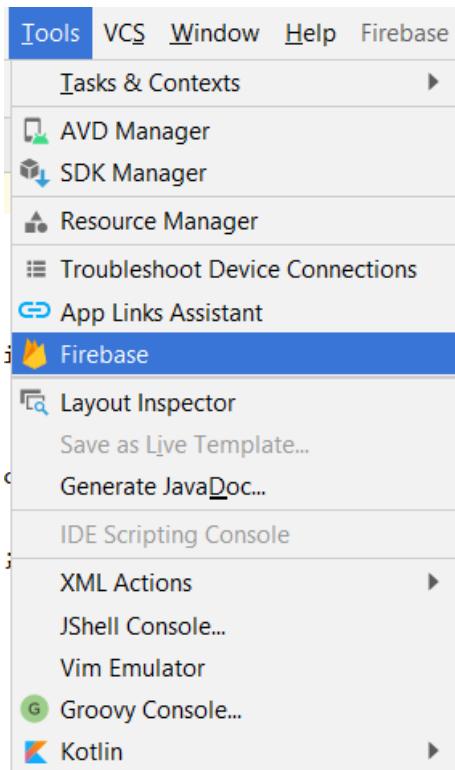 Tools VCS Window Help Firebase
Tasks & Contexts
AVD Manager
SDK Manager
Resource Manager
Troubleshoot Device Connections
App Links Assistant
Firebase
Layout Inspector
Save as Live Template...
Generate JavaDoc...
IDE Scripting Console
XML Actions
JShell Console...
Vim Emulator
G Groovy Console...
Kotlin